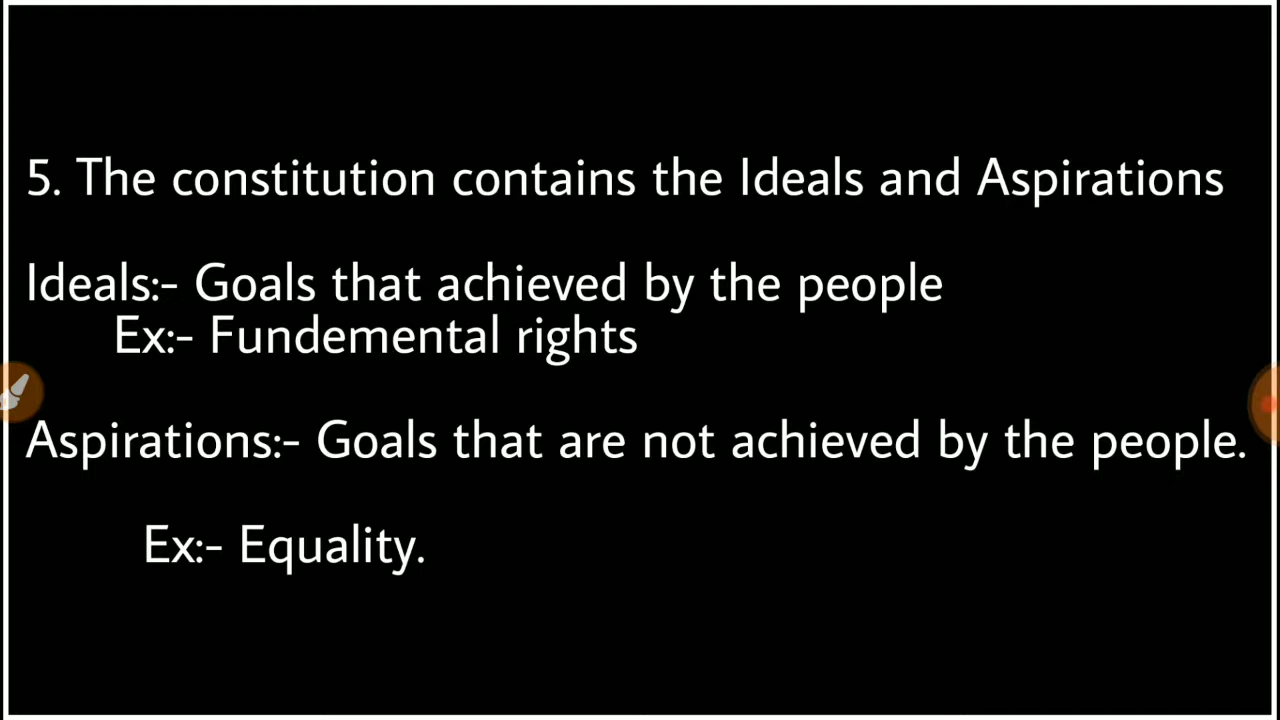 5. The constitution contains the Ideals and Aspirations
Ideals:- Goals that achieved by the people
Ex:- Fundemental rights
Aspirations:- Goals that are not achieved by the people.
Ex:- Equality.